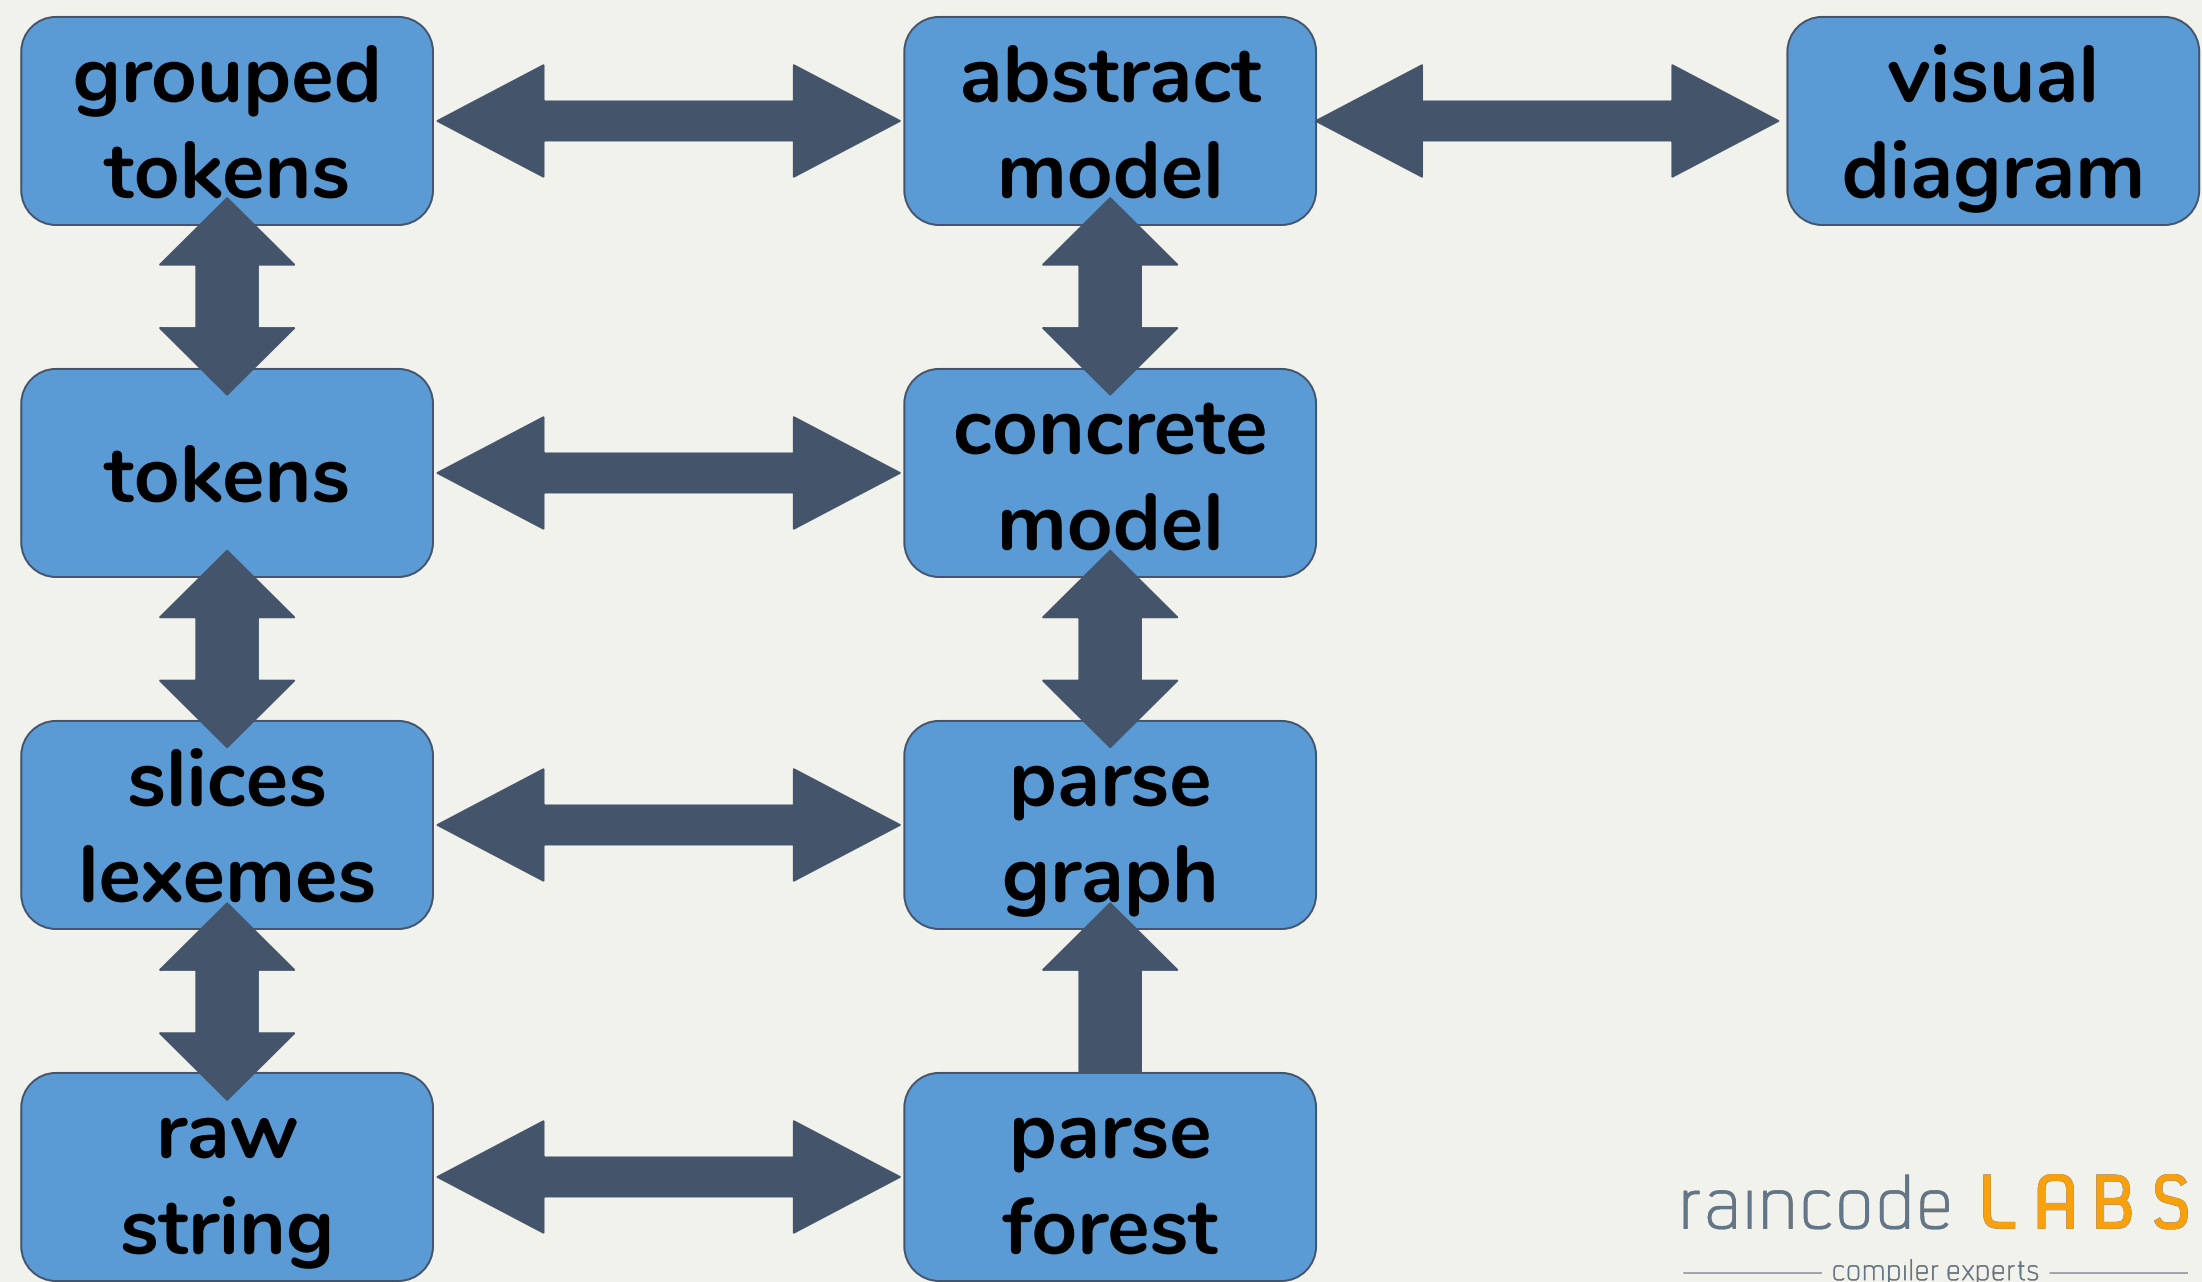 grouped
tokens
abstract
model
visual
diagram
tokens
concrete
model
slices
lexemes
parse
graph
raw
string
parse
forest
raincode LABS
compiler experts